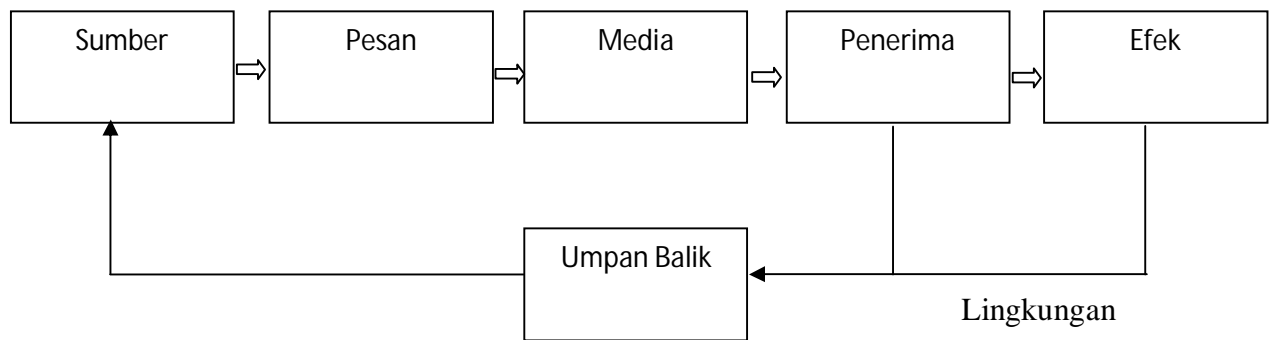 Sumber
Pesan
Media
Penerima
Efek
Umpan Balik
Lingkungan